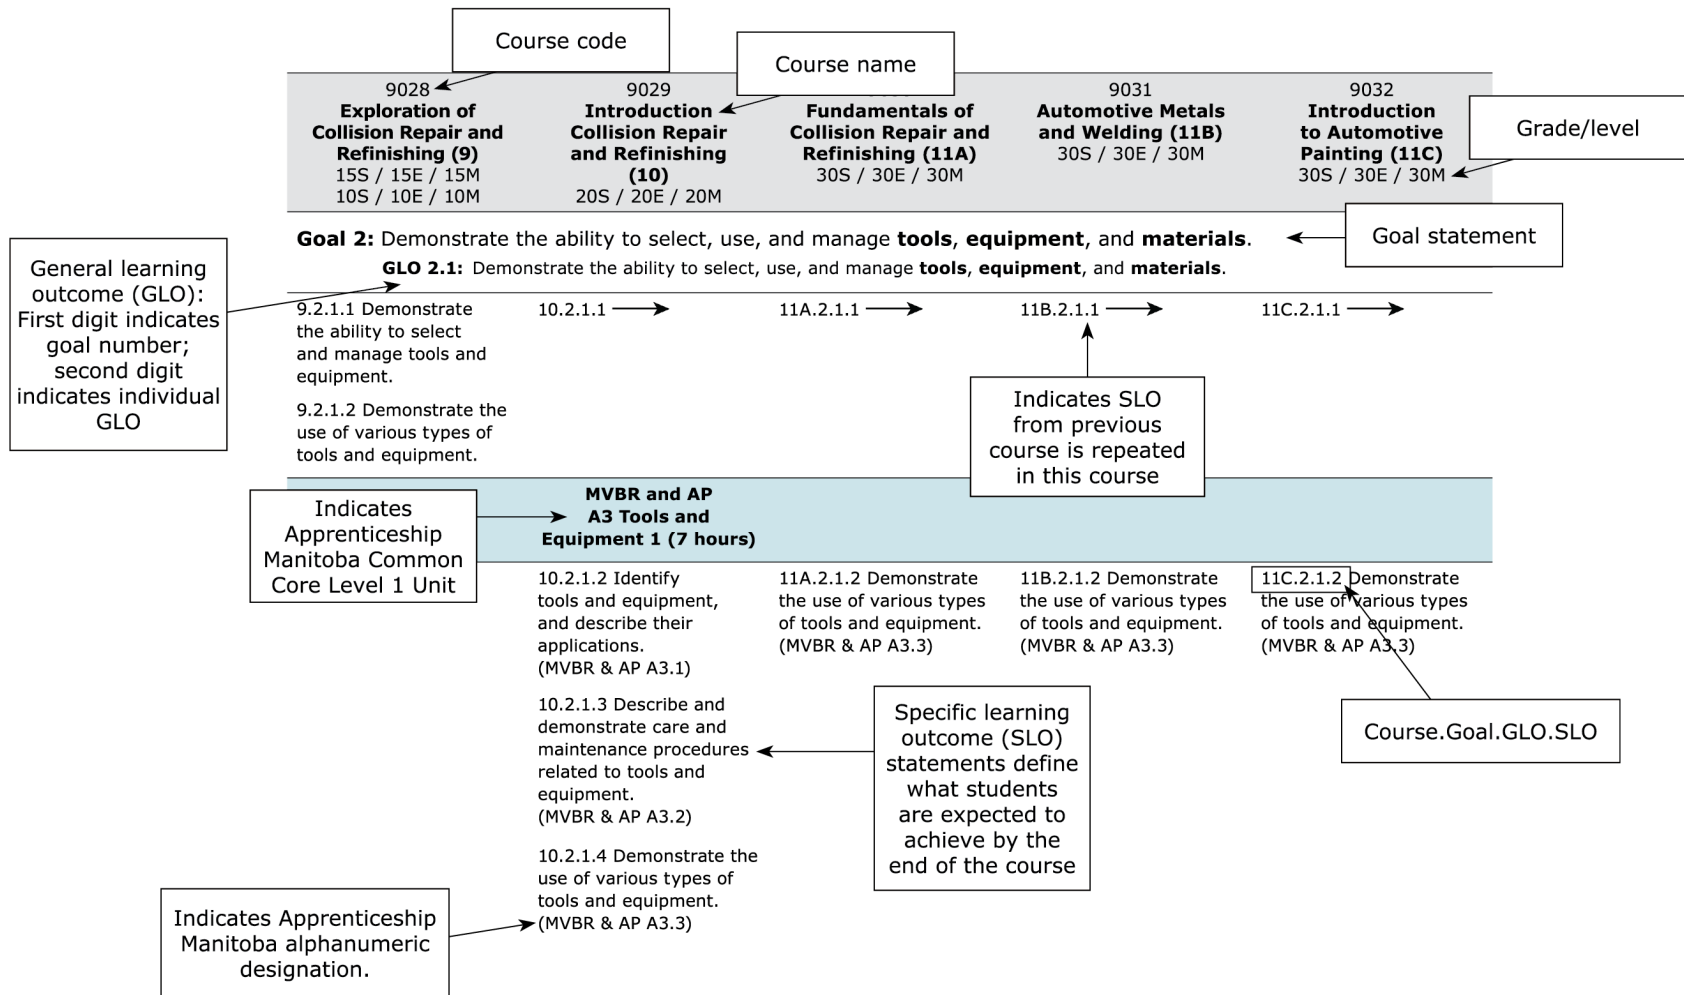 Course code
Course name
Grade/level
9028
Exploration of
Collision Repair and
Refinishing (9)
15S / 15E / 15M
10S / 10E / 10M
9029
Introduction
Collision Repair
and Refinishing
(10)
20S / 20E / 20M
Fundamentals of
Collision Repair and
Refinishing (11A)
30S / 30E / 30M
9031
Automotive Metals
and Welding (11B)
30S / 30E / 30M
9032
Introduction
to Automotive
Painting (11C)
30S / 30E / 30M
Goal 2: Demonstrate the ability to select, use, and manage tools, equipment, and materials.
Goal statement
GLO 2.1: Demonstrate the ability to select, use, and manage tools, equipment, and materials.
General learning
outcome (GLO):
First digit indicates
goal number;
second digit
indicates individual
GLO
9.2.1.1 Demonstrate
the ability to select
and manage tools and
equipment.
9.2.1.2 Demonstrate the
use of various types of
tools and equipment.
10.2.1.1
11A.2.1.1
11B.2.1.1
11C.2.1.1
Indicates SLO
from previous
course is repeated
in this course
Indicates
Apprenticeship
Manitoba Common
Core Level 1 Unit
MVBR and AP
A3 Tools and
Equipment 1 (7 hours)
10.2.1.2 Identify
tools and equipment,
and describe their
applications.
(MVBR & AP A3.1)
10.2.1.3 Describe and
demonstrate care and
maintenance procedures
related to tools and
equipment.
(MVBR & AP A3.2)
10.2.1.4 Demonstrate the
use of various types of
tools and equipment.
(MVBR & AP A3.3)
11A.2.1.2 Demonstrate
the use of various types
of tools and equipment.
(MVBR & AP A3.3)
11B.2.1.2 Demonstrate
the use of various types
of tools and equipment.
(MVBR & AP A3.3)
11C.2.1.2 Demonstrate
the use of various types
of tools and equipment.
(MVBR & AP A3.3)
Specific learning
outcome (SLO)
statements define
what students
are expected to
achieve by the
end of the course
Course.Goal.GLO.SLO
Indicates Apprenticeship
Manitoba alphanumeric
designation.